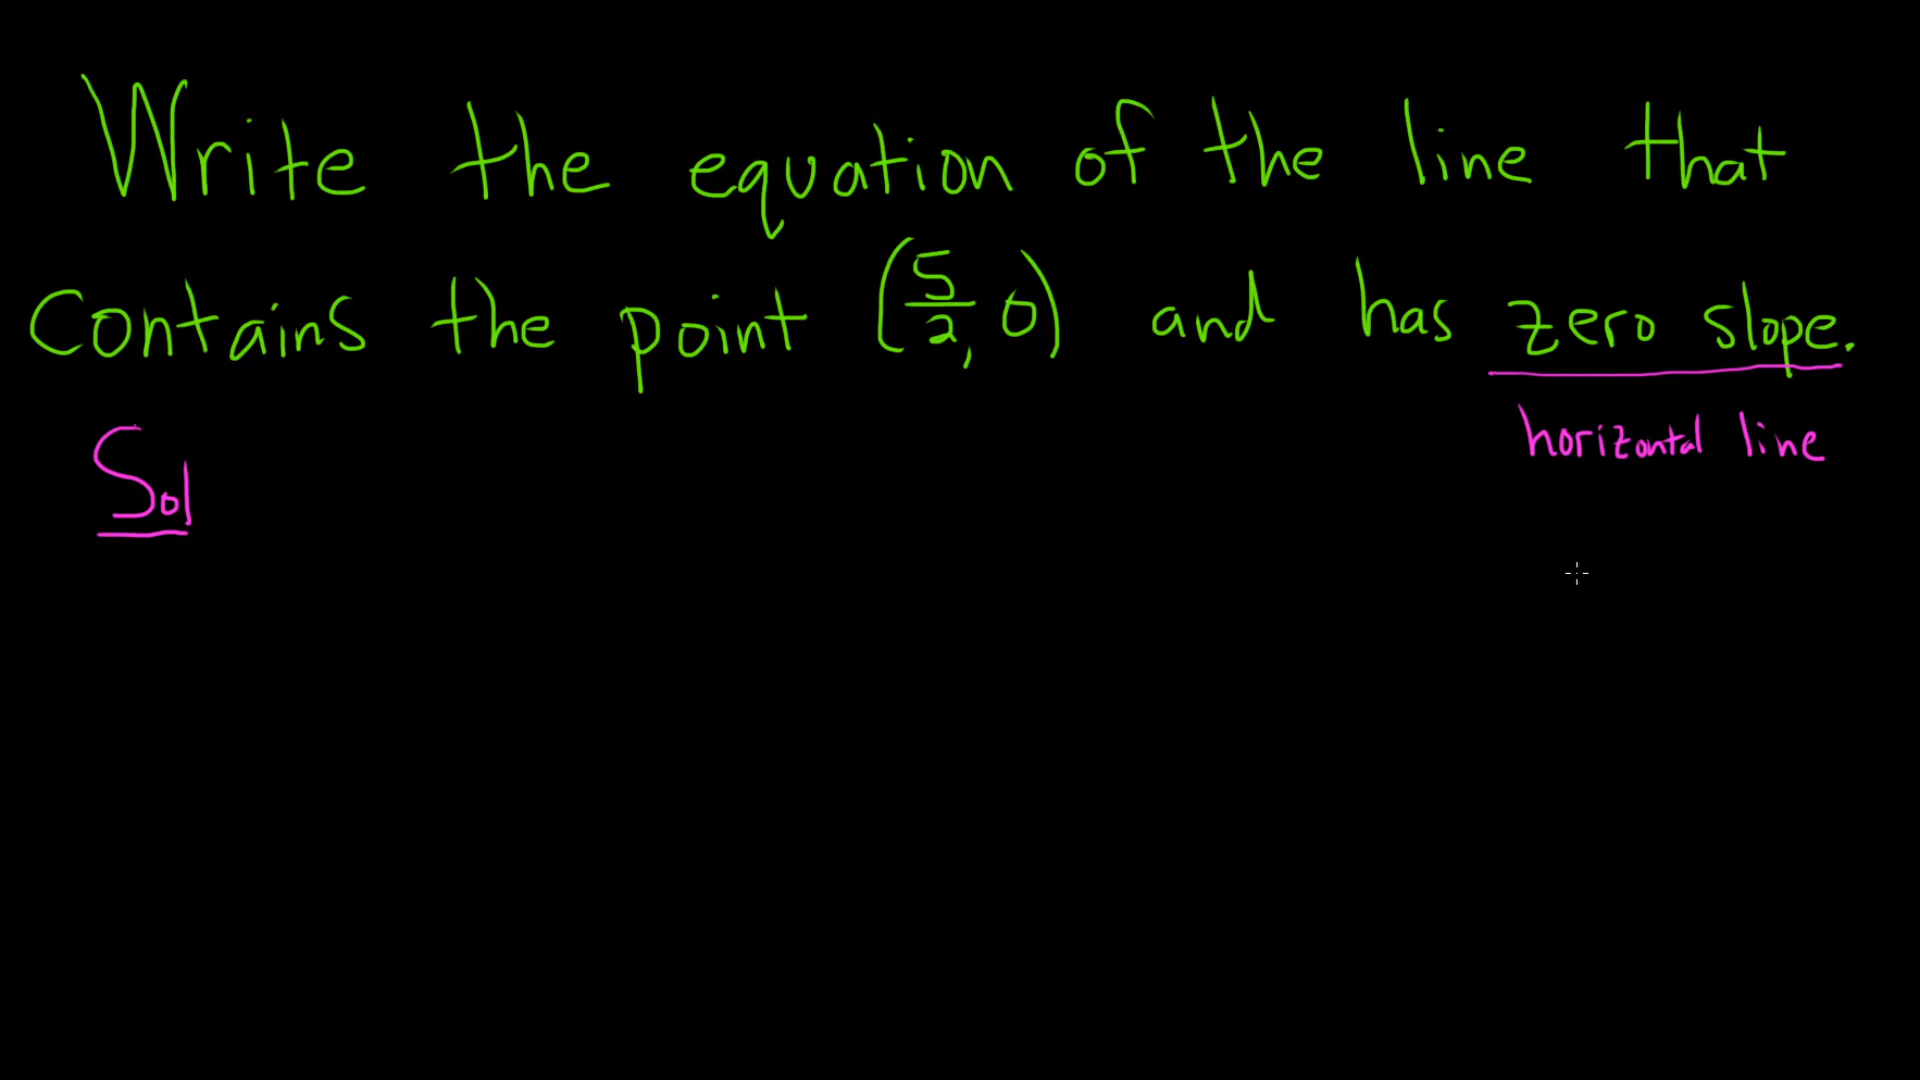 Write the equation of the line that
Contains the point (5/2, 0) and has zero slope.
horizontal line
Sol